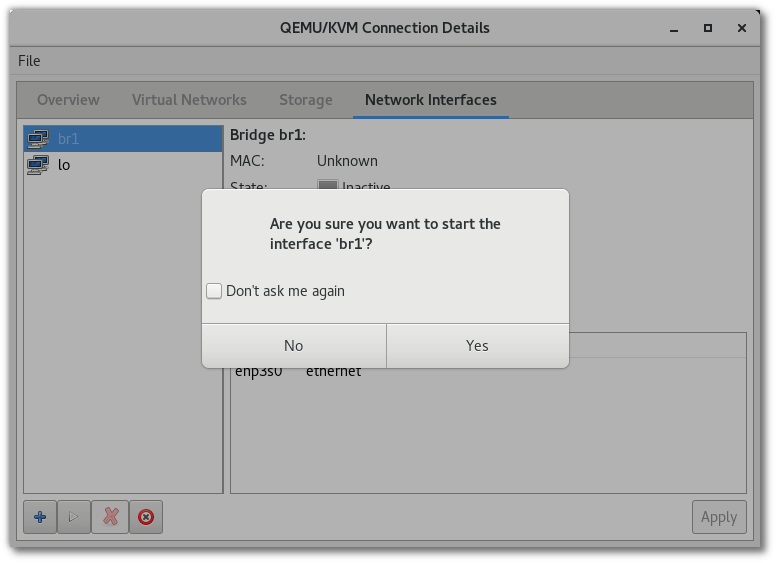 QEMU/KVM Connection Details
File
Overview Virtual Networks Storage Network Interfaces
br1
lo
Bridge br1:
MAC: Unknown
State: Inactive
Are you sure you want to start the
interface 'br1'?
Don't ask me again
No Yes
enp3s0 ethernet
Apply